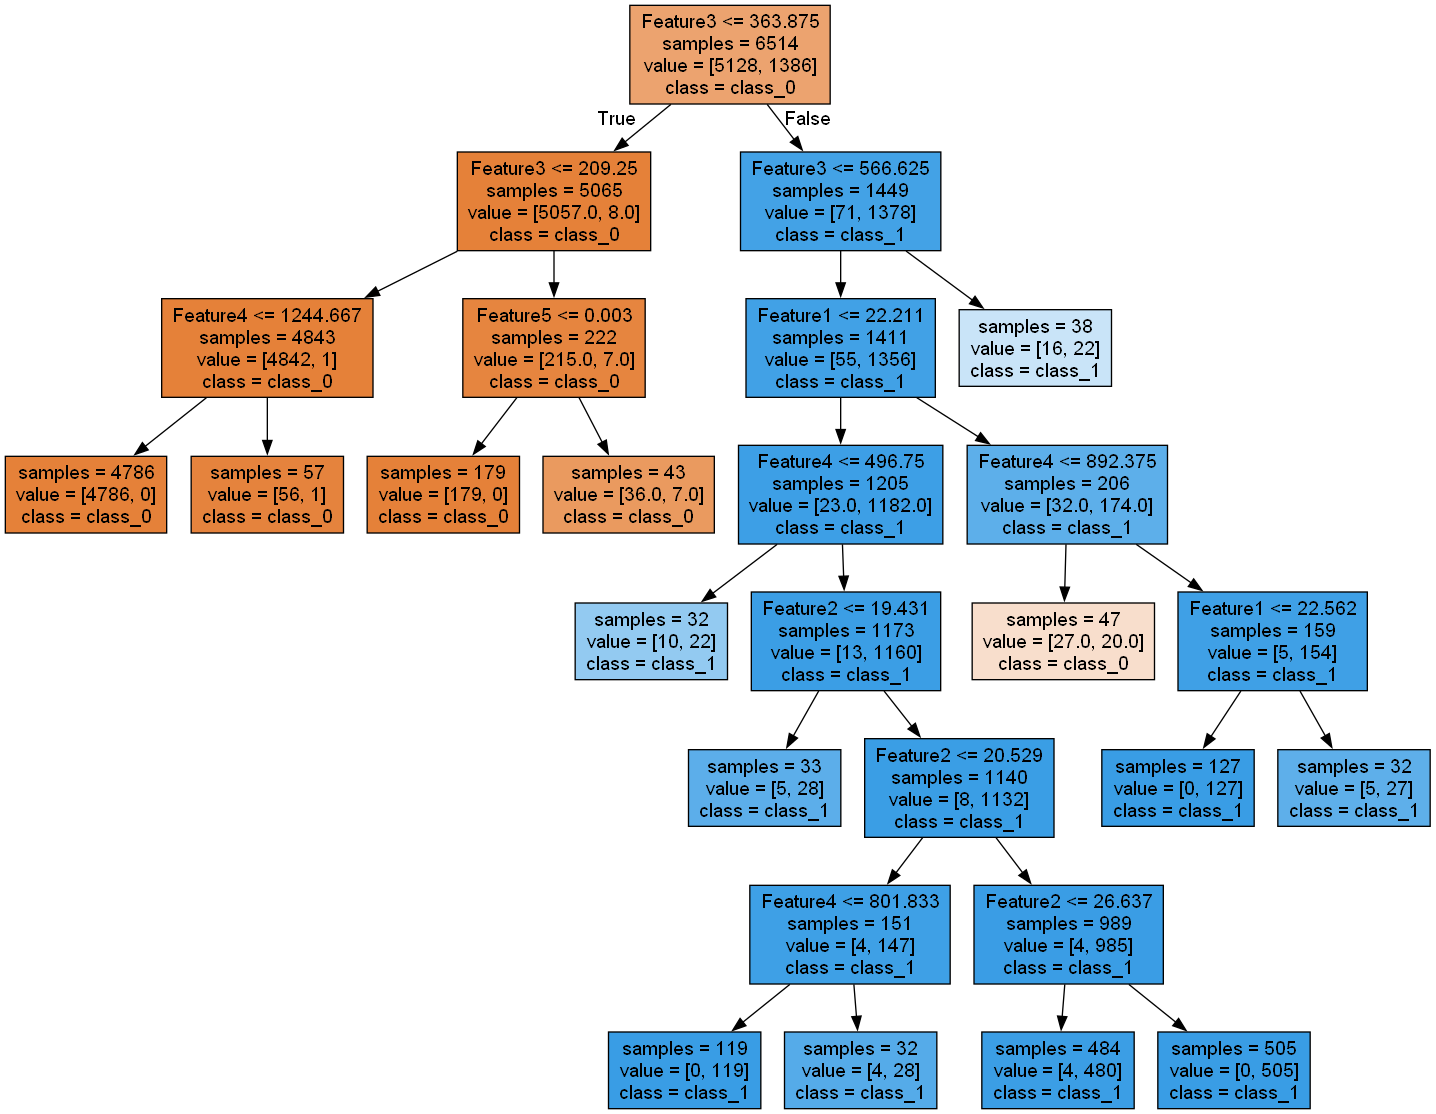 Feature3 <= 363.875
samples = 6514
value = [5128, 1386]
class = class_0
True
False
Feature3 <= 209.25
samples = 5065
value = [5057.0, 8.0]
class = class_0
Feature3 <= 566.625
samples = 1449
value = [71, 1378]
class = class_1
Feature4 <= 1244.667
samples = 4843
value = [4842, 1]
class = class_0
Feature5 <= 0.003
samples = 222
value = [215.0, 7.0]
class = class_0
Feature1 <= 22.211
samples = 1411
value = [55, 1356]
class = class_1
samples = 38
value = [16, 22]
class = class_1
samples = 4786
value = [4786, 0]
class = class_0
samples = 57
value = [56, 1]
class = class_0
samples = 179
value = [179, 0]
class = class_0
samples = 43
value = [36.0, 7.0]
class = class_0
Feature4 <= 496.75
samples = 1205
value = [23.0, 1182.0]
class = class_1
Feature4 <= 892.375
samples = 206
value = [32.0, 174.0]
class = class_1
samples = 32
value = [10, 22]
class = class_1
Feature2 <= 19.431
samples = 1173
value = [13, 1160]
class = class_1
samples = 47
value = [27.0, 20.0]
class = class_0
Feature1 <= 22.562
samples = 159
value = [5, 154]
class = class_1
samples = 33
value = [5, 28]
class = class_1
Feature2 <= 20.529
samples = 1140
value = [8, 1132]
class = class_1
samples = 127
value = [0, 127]
class = class_1
samples = 32
value = [5, 27]
class = class_1
Feature4 <= 801.833
samples = 151
value = [4, 147]
class = class_1
Feature2 <= 26.637
samples = 989
value = [4, 985]
class = class_1
samples = 119
value = [0, 119]
class = class_1
samples = 32
value = [4, 28]
class = class_1
samples = 484
value = [4, 480]
class = class_1
samples = 505
value = [0, 505]
class = class_1